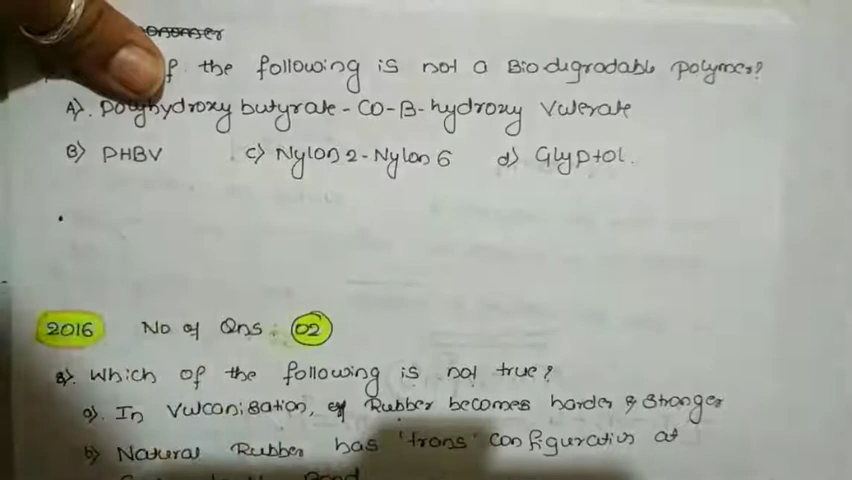 f the following is not a Biodigradable polymer?
A). Polyhydroxy butyrate - CO-B-hydroxy Valerate
B) PHBV c) Nylon 2 - Nylon 6 d) Glyptol.
2016 No of Qns : 02
8). Which of the following is not true?
a). In Vulcanisation, Rubber becomes harder & Stronger
b) Natural Rubber has 'trans' configuration at